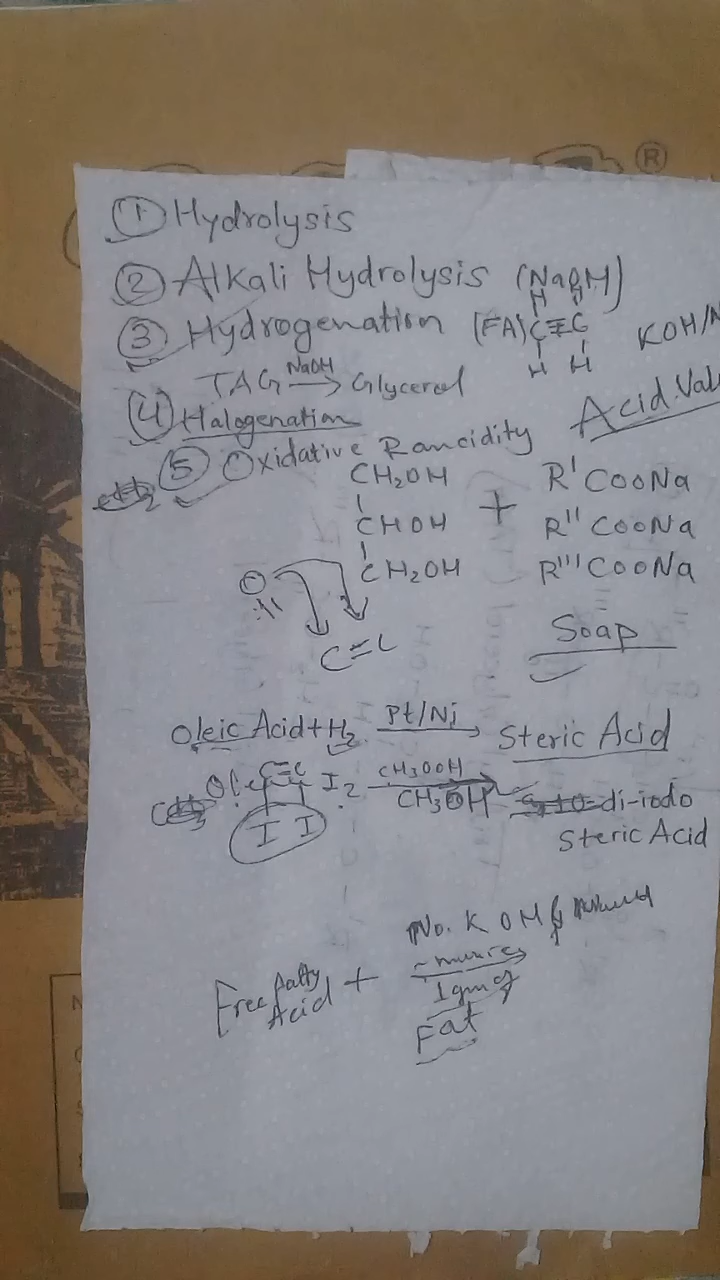 ®
① Hydrolysis
② Alkali Hydrolysis (NaOH)
③ Hydrogenation (FA) H H C C H H KOH/N
TAG NaOH → Glycerol
Acid Val
④ Halogenation
⑤ Oxidative Rancidity
CH₂OH R' COONa
CHOH + R'' COONa
CH₂OH R''' COONa
C=C
Soap
Oleic Acid + H₂ Pt/Ni → Steric Acid
I₂ CH3OOH
CH3OH di-iodo
I I
Steric Acid
No. KOH
Free fatty Acid +
1gm of
Fat